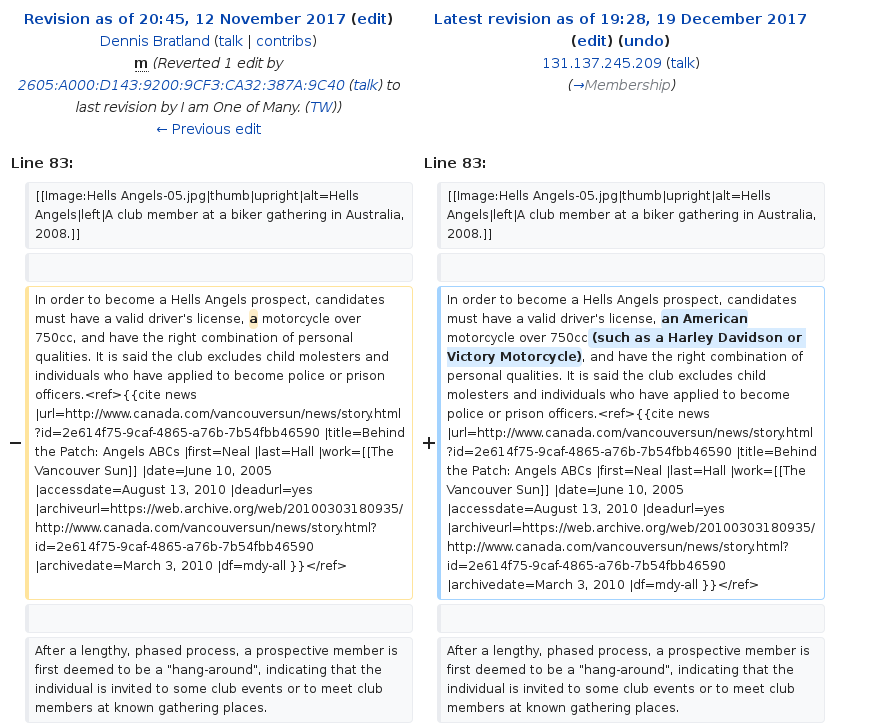 Revision as of 20:45, 12 November 2017 (edit)
Dennis Bratland (talk | contribs)
m (Reverted 1 edit by
2605:A000:D143:9200:9CF3:CA32:387A:9C40 (talk) to
last revision by I am One of Many. (TW))
← Previous edit
Latest revision as of 19:28, 19 December 2017
(edit) (undo)
131.137.245.209 (talk)
(→Membership)
Line 83:
Line 83:
[[Image:Hells Angels-05.jpg|thumb|upright|alt=Hells
Angels|left|A club member at a biker gathering in Australia,
2008.]]
[[Image:Hells Angels-05.jpg|thumb|upright|alt=Hells
Angels|left|A club member at a biker gathering in Australia,
2008.]]
−
In order to become a Hells Angels prospect, candidates
must have a valid driver's license, a motorcycle over
750cc, and have the right combination of personal
qualities. It is said the club excludes child molesters and
individuals who have applied to become police or prison
officers.<ref>{{cite news
|url=http://www.canada.com/vancouversun/news/story.html
?id=2e614f75-9caf-4865-a76b-7b54fbb46590 |title=Behind
the Patch: Angels ABCs |first=Neal |last=Hall |work=[[The
Vancouver Sun]] |date=June 10, 2005
|accessdate=August 13, 2010 |deadurl=yes
|archiveurl=https://web.archive.org/web/20100303180935/
http://www.canada.com/vancouversun/news/story.html?
id=2e614f75-9caf-4865-a76b-7b54fbb46590
|archivedate=March 3, 2010 |df=mdy-all }}</ref>
+
In order to become a Hells Angels prospect, candidates
must have a valid driver's license, an American
motorcycle over 750cc (such as a Harley Davidson or
Victory Motorcycle), and have the right combination of
personal qualities. It is said the club excludes child
molesters and individuals who have applied to become
police or prison officers.<ref>{{cite news
|url=http://www.canada.com/vancouversun/news/story.html
?id=2e614f75-9caf-4865-a76b-7b54fbb46590 |title=Behind
the Patch: Angels ABCs |first=Neal |last=Hall |work=[[The
Vancouver Sun]] |date=June 10, 2005
|accessdate=August 13, 2010 |deadurl=yes
|archiveurl=https://web.archive.org/web/20100303180935/
http://www.canada.com/vancouversun/news/story.html?
id=2e614f75-9caf-4865-a76b-7b54fbb46590
|archivedate=March 3, 2010 |df=mdy-all }}</ref>
After a lengthy, phased process, a prospective member is
first deemed to be a "hang-around", indicating that the
individual is invited to some club events or to meet club
members at known gathering places.
After a lengthy, phased process, a prospective member is
first deemed to be a "hang-around", indicating that the
individual is invited to some club events or to meet club
members at known gathering places.